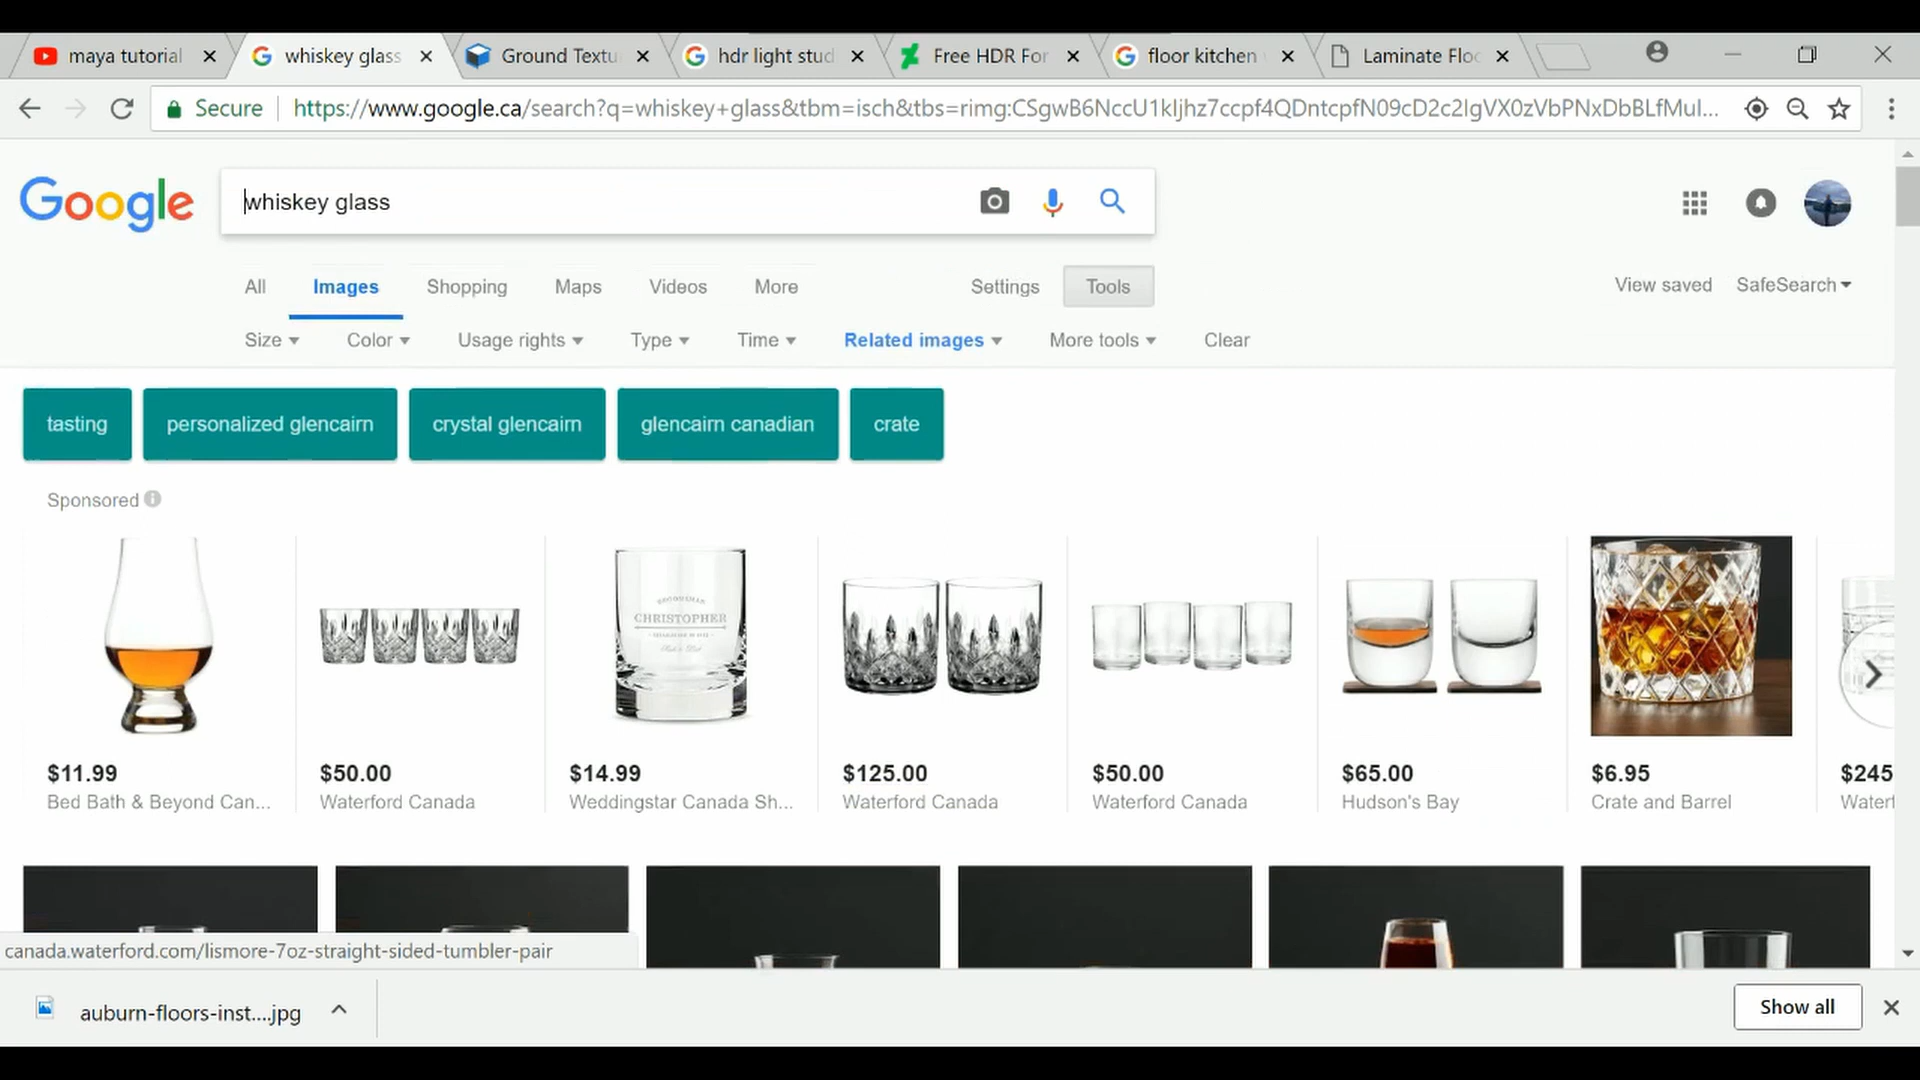 maya tutorial
whiskey glass
Ground Textu
hdr light stud
Free HDR For
floor kitchen
Laminate Floo
Secure
https://www.google.ca/search?q=whiskey+glass&tbm=isch&tbs=rimg:CSgwB6NccU1kIjhz7ccpf4QDntcpfN09cD2c2IgVX0zVbPNxDbBLfMuI...
Google
whiskey glass
All
Images
Shopping
Maps
Videos
More
Settings
Tools
View saved
SafeSearch
Size
Color
Usage rights
Type
Time
Related images
More tools
Clear
tasting
personalized glencairn
crystal glencairn
glencairn canadian
crate
Sponsored
CHRISTOPHER
$11.99
Bed Bath & Beyond Can...
$50.00
Waterford Canada
$14.99
Weddingstar Canada Sh...
$125.00
Waterford Canada
$50.00
Waterford Canada
$65.00
Hudson's Bay
$6.95
Crate and Barrel
$245
Waterf
canada.waterford.com/lismore-7oz-straight-sided-tumbler-pair
auburn-floors-inst....jpg
Show all